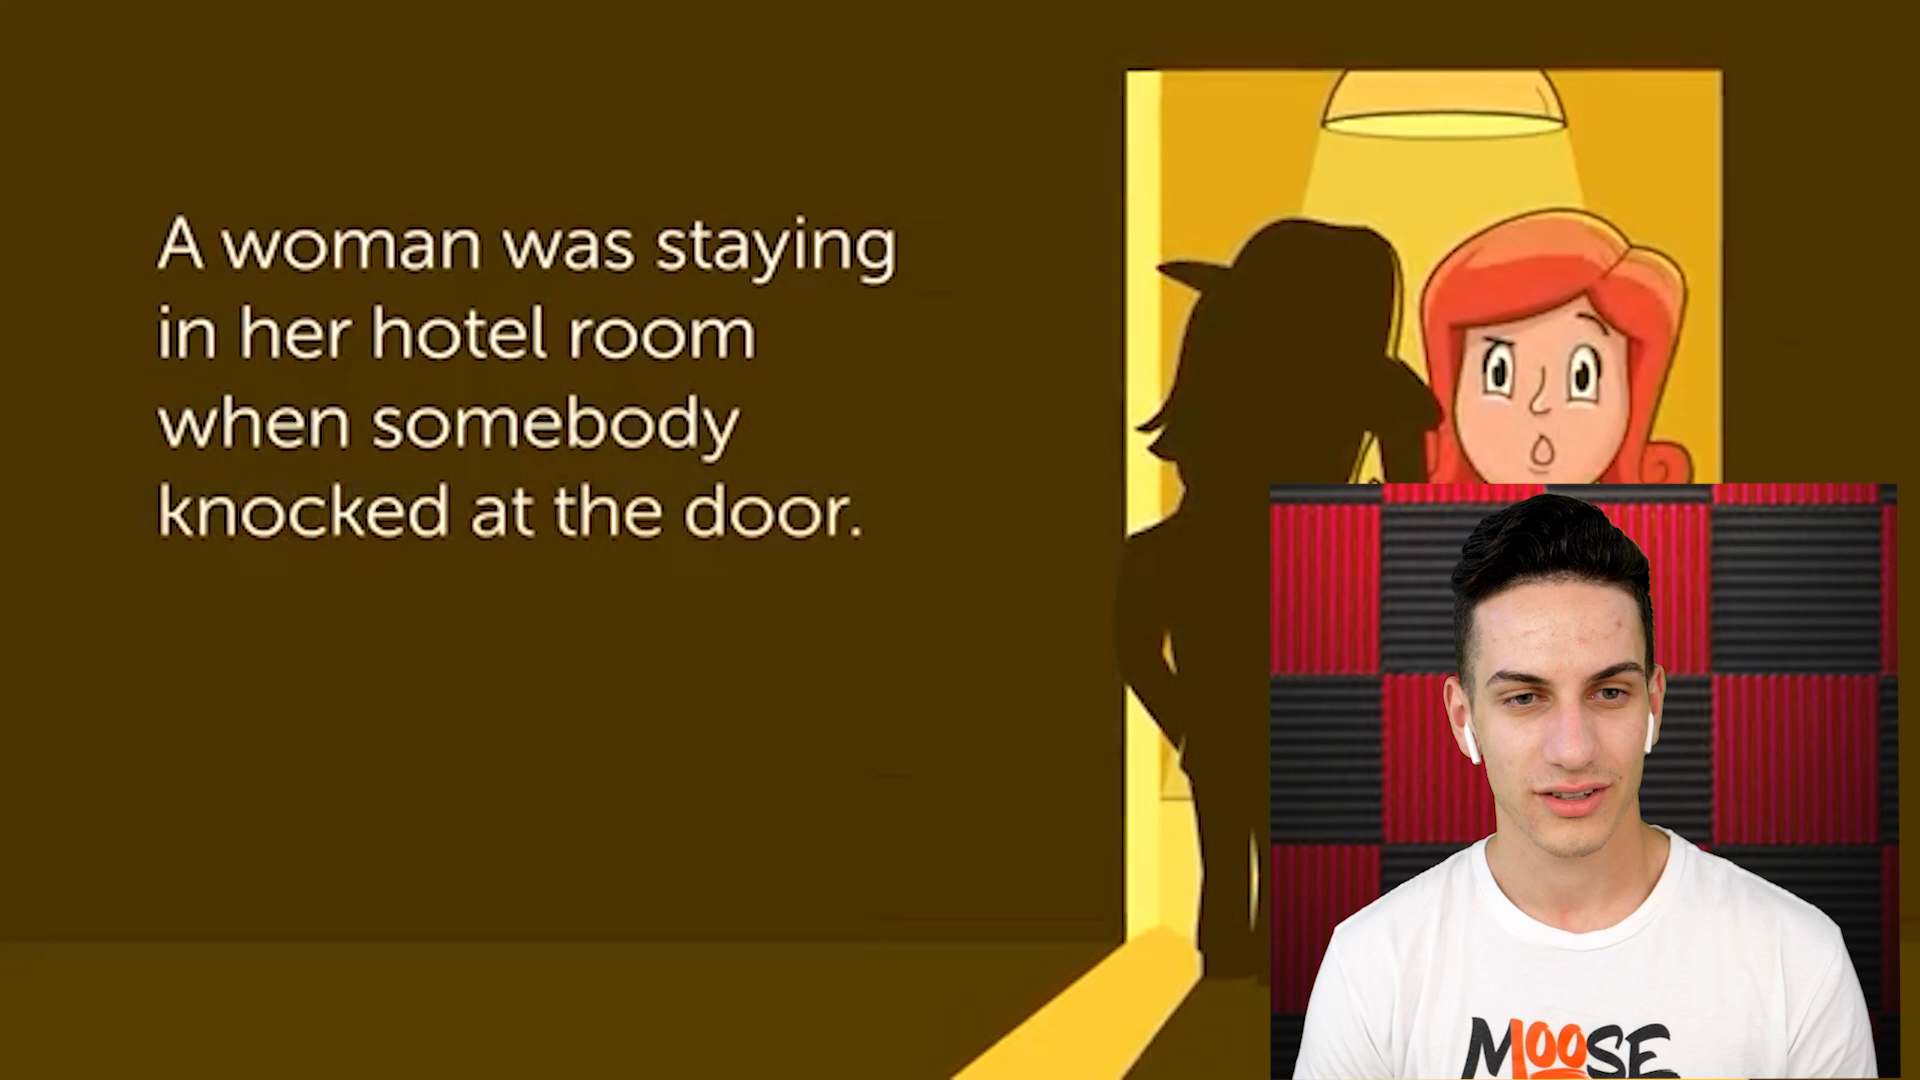 A woman was staying
in her hotel room
when somebody
knocked at the door.
MOOSE